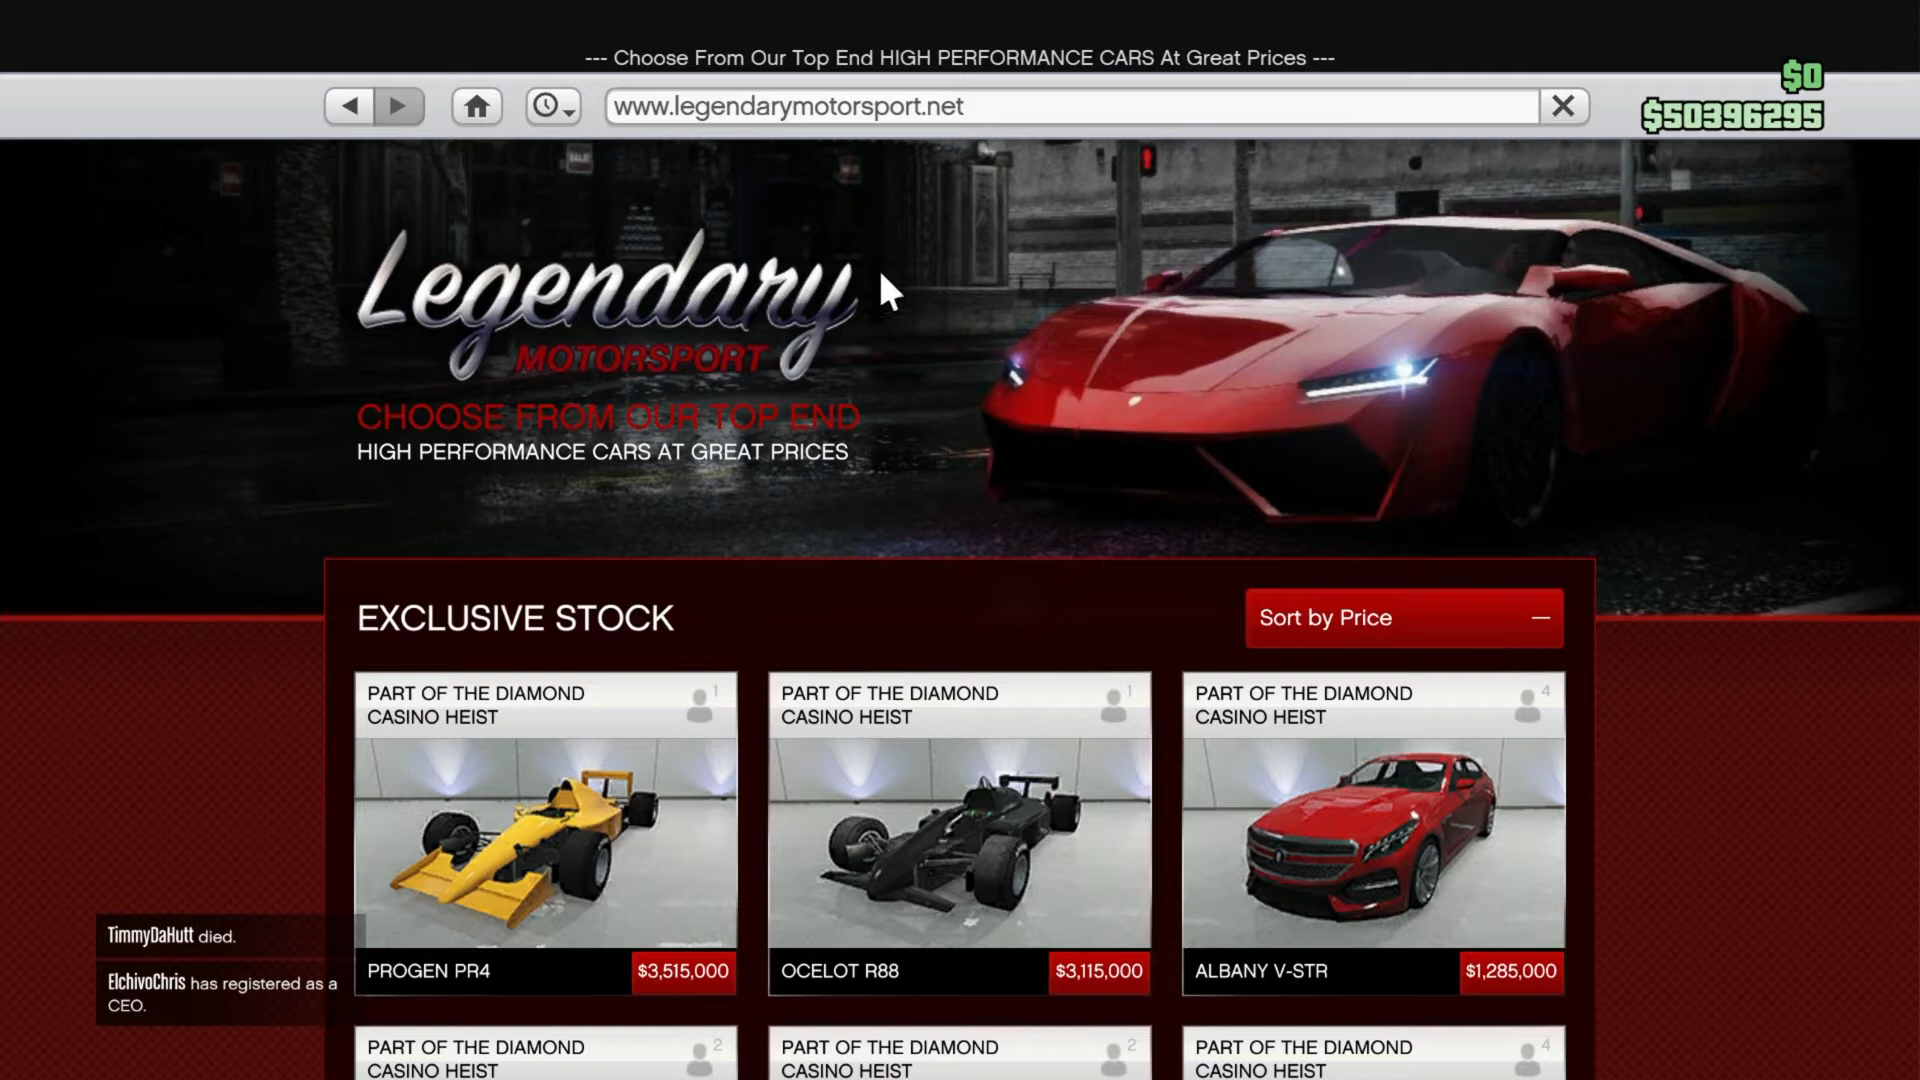 --- Choose From Our Top End HIGH PERFORMANCE CARS At Great Prices ---
$0
www.legendarymotorsport.net
$50396295
Legendary
MOTORSPORT
CHOOSE FROM OUR TOP END
HIGH PERFORMANCE CARS AT GREAT PRICES
EXCLUSIVE STOCK
Sort by Price
PART OF THE DIAMOND
CASINO HEIST
1
PART OF THE DIAMOND
CASINO HEIST
1
PART OF THE DIAMOND
CASINO HEIST
4
PROGEN PR4
$3,515,000
OCELOT R88
$3,115,000
ALBANY V-STR
$1,285,000
TimmyDaHutt died.
ElchivoChris has registered as a
CEO.
PART OF THE DIAMOND
CASINO HEIST
2
PART OF THE DIAMOND
CASINO HEIST
2
PART OF THE DIAMOND
CASINO HEIST
4